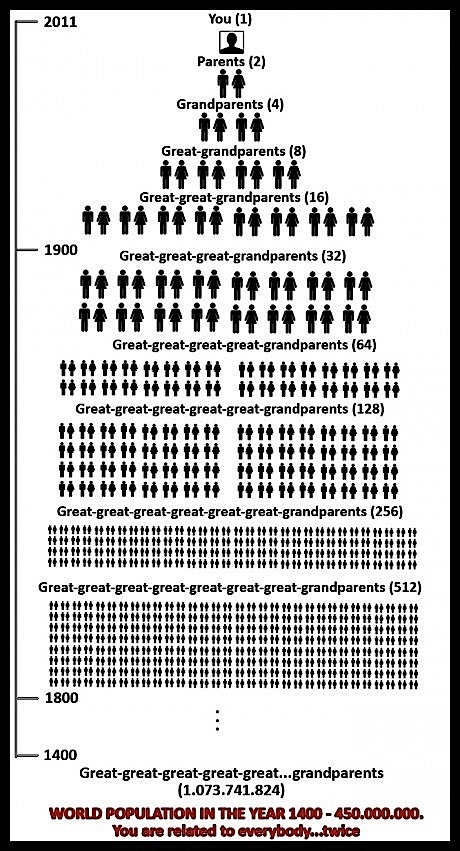 2011
You (1)
Parents (2)
Grandparents (4)
Great-grandparents (8)
Great-great-grandparents (16)
1900
Great-great-great-grandparents (32)
Great-great-great-great-grandparents (64)
Great-great-great-great-great-grandparents (128)
Great-great-great-great-great-great-grandparents (256)
Great-great-great-great-great-great-great-grandparents (512)
1800
1400
Great-great-great-great-great...grandparents
(1.073.741.824)
WORLD POPULATION IN THE YEAR 1400 - 450.000.000.
You are related to everybody...twice